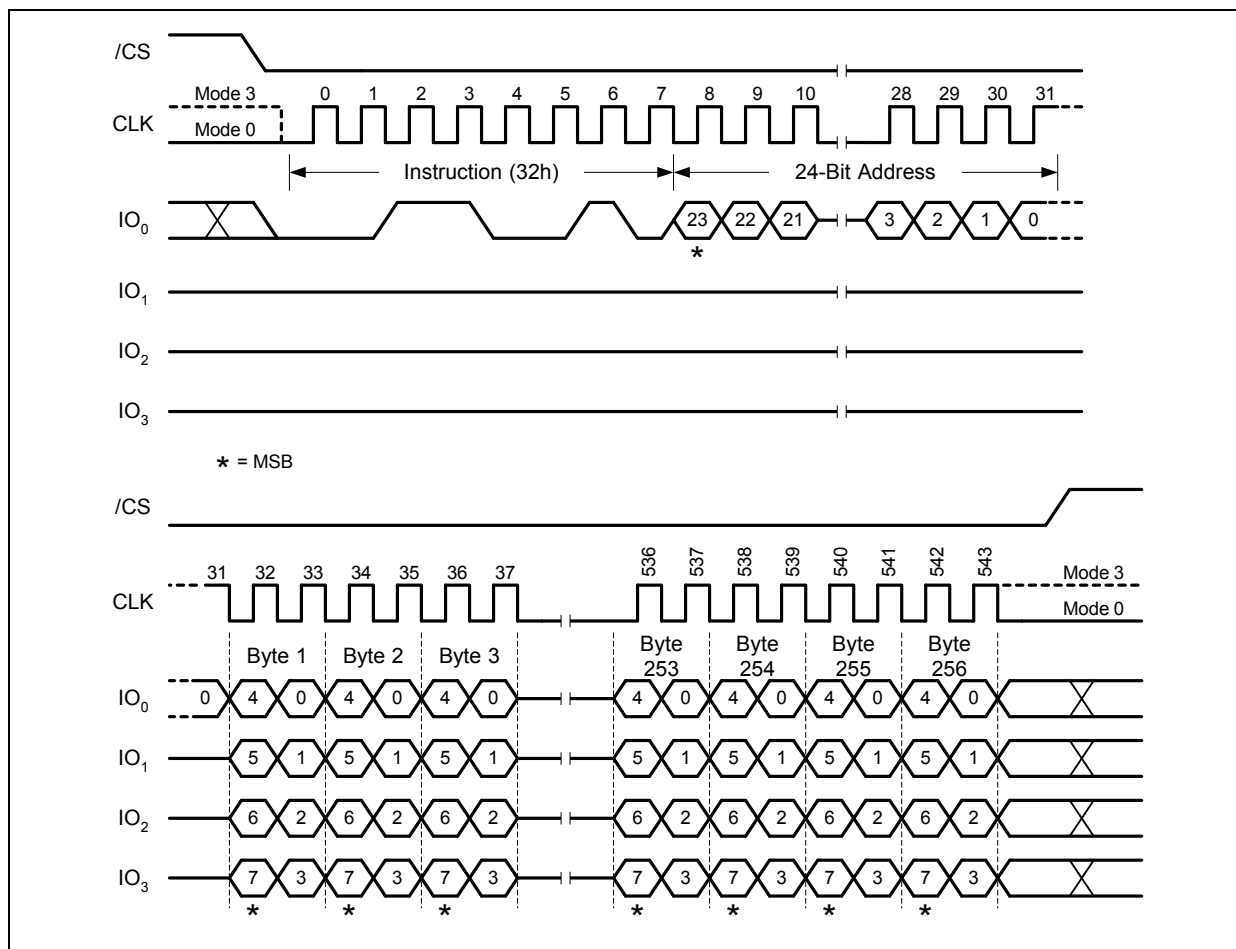 /CS
Mode 3 0 1 2 3 4 5 6 7 8 9 10 28 29 30 31
CLK
Mode 0
Instruction (32h) 24-Bit Address
IO0 23 22 21 3 2 1 0
*
IO1
IO2
IO3
* = MSB
/CS
31 32 33 34 35 36 37 536 537 538 539 540 541 542 543 Mode 3
CLK
Mode 0
Byte 1 Byte 2 Byte 3 Byte 253 Byte 254 Byte 255 Byte 256
IO0 0 4 0 4 0 4 0 4 0 4 0 4 0 4 0
IO1 5 1 5 1 5 1 5 1 5 1 5 1 5 1
IO2 6 2 6 2 6 2 6 2 6 2 6 2 6 2
IO3 7 3 7 3 7 3 7 3 7 3 7 3 7 3
* * * * * * *